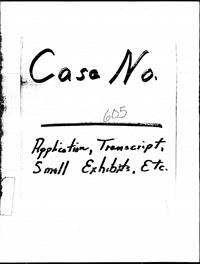 Case No.
605
Application, Transcript,
Small Exhibits, Etc.